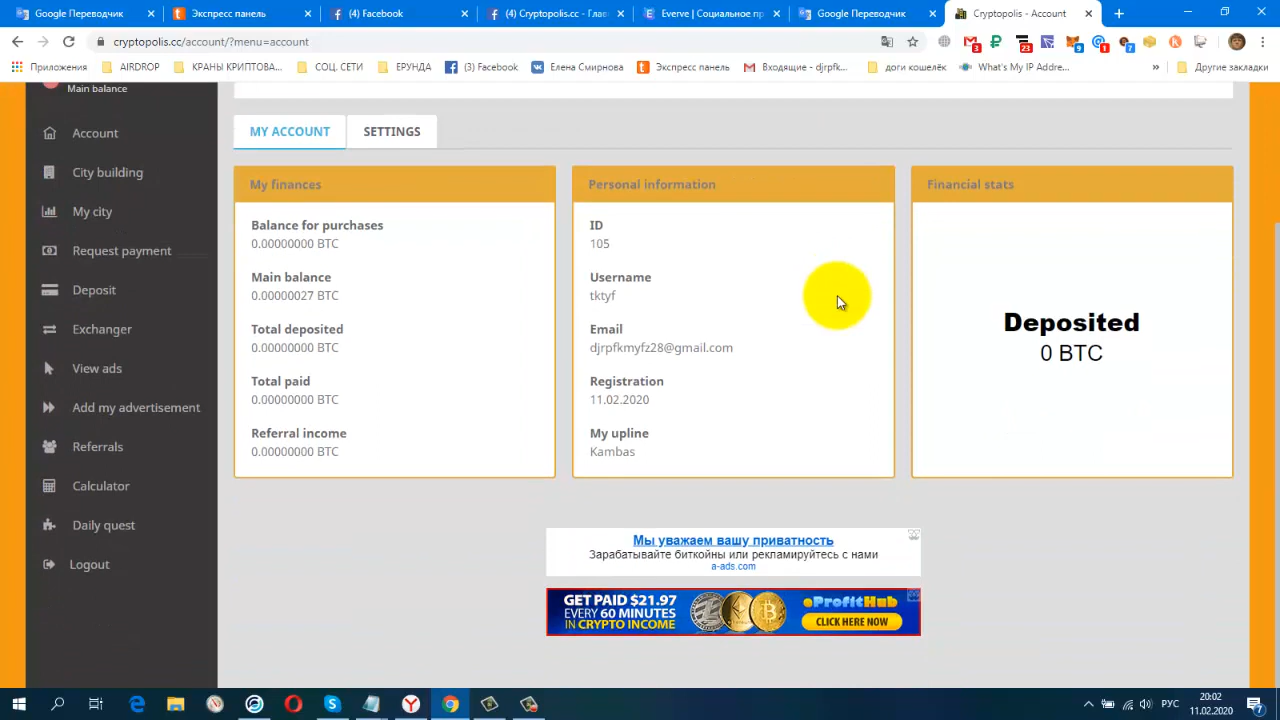 Google Переводчик
Экспресс панель
(4) Facebook
(4) Cryptopolis.cc - Глав
Everve | Социальное пр
Google Переводчик
Cryptopolis - Account
cryptopolis.cc/account/?menu=account
3
23
9
1
7
Приложения
AIRDROP
КРАНЫ КРИПТОВА...
СОЦ. СЕТИ
ЕРУНДА
(3) Facebook
Елена Смирнова
Экспресс панель
Входящие - djrpfk...
доги кошелёк
What's My IP Addre...
»
Другие закладки
Main balance
Account
City building
My city
Request payment
Deposit
Exchanger
View ads
Add my advertisement
Referrals
Calculator
Daily quest
Logout
MY ACCOUNT
SETTINGS
My finances
Balance for purchases
0.00000000 BTC
Main balance
0.00000027 BTC
Total deposited
0.00000000 BTC
Total paid
0.00000000 BTC
Referral income
0.00000000 BTC
Personal information
ID
105
Username
tktyf
Email
djrpfkmyfz28@gmail.com
Registration
11.02.2020
My upline
Kambas
Financial stats
Deposited
0 BTC
Мы уважаем вашу приватность
Зарабатывайте биткойны или рекламируйтесь с нами
a-ads.com
GET PAID $21.97
EVERY 60 MINUTES
IN CRYPTO INCOME
eProfitHub
CLICK HERE NOW
РУС
20:02
11.02.2020
7